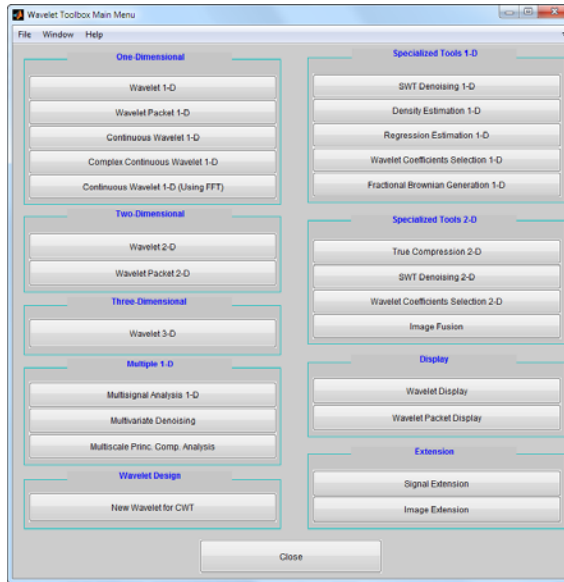 Wavelet Toolbox Main Menu
File Window Help
One-Dimensional
Wavelet 1-D
Wavelet Packet 1-D
Continuous Wavelet 1-D
Complex Continuous Wavelet 1-D
Continuous Wavelet 1-D (Using FFT)
Two-Dimensional
Wavelet 2-D
Wavelet Packet 2-D
Three-Dimensional
Wavelet 3-D
Multiple 1-D
Multisignal Analysis 1-D
Multivariate Denoising
Multiscale Princ. Comp. Analysis
Wavelet Design
New Wavelet for CWT
Specialized Tools 1-D
SWT Denoising 1-D
Density Estimation 1-D
Regression Estimation 1-D
Wavelet Coefficients Selection 1-D
Fractional Brownian Generation 1-D
Specialized Tools 2-D
True Compression 2-D
SWT Denoising 2-D
Wavelet Coefficients Selection 2-D
Image Fusion
Display
Wavelet Display
Wavelet Packet Display
Extension
Signal Extension
Image Extension
Close